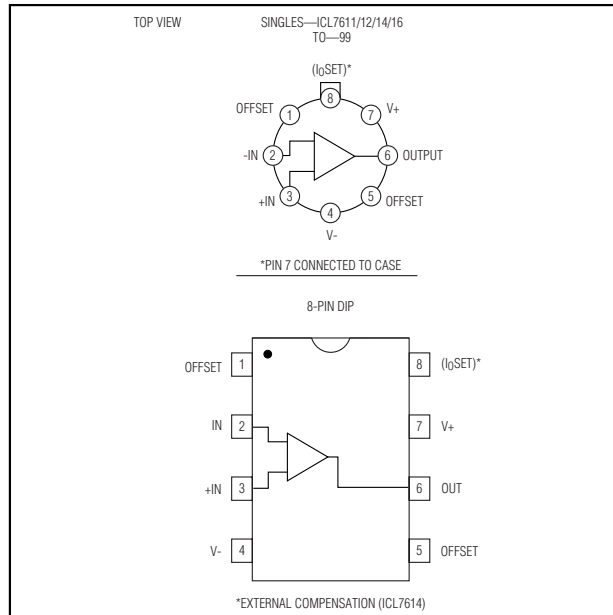 TOP VIEW
SINGLES—ICL7611/12/14/16
TO—99
(I0SET)*
8
OFFSET 1
7 V+
-IN 2
6 OUTPUT
+IN 3
5 OFFSET
4
V-
*PIN 7 CONNECTED TO CASE
8-PIN DIP
OFFSET 1
8 (I0SET)*
IN 2
7 V+
+IN 3
6 OUT
V- 4
5 OFFSET
*EXTERNAL COMPENSATION (ICL7614)